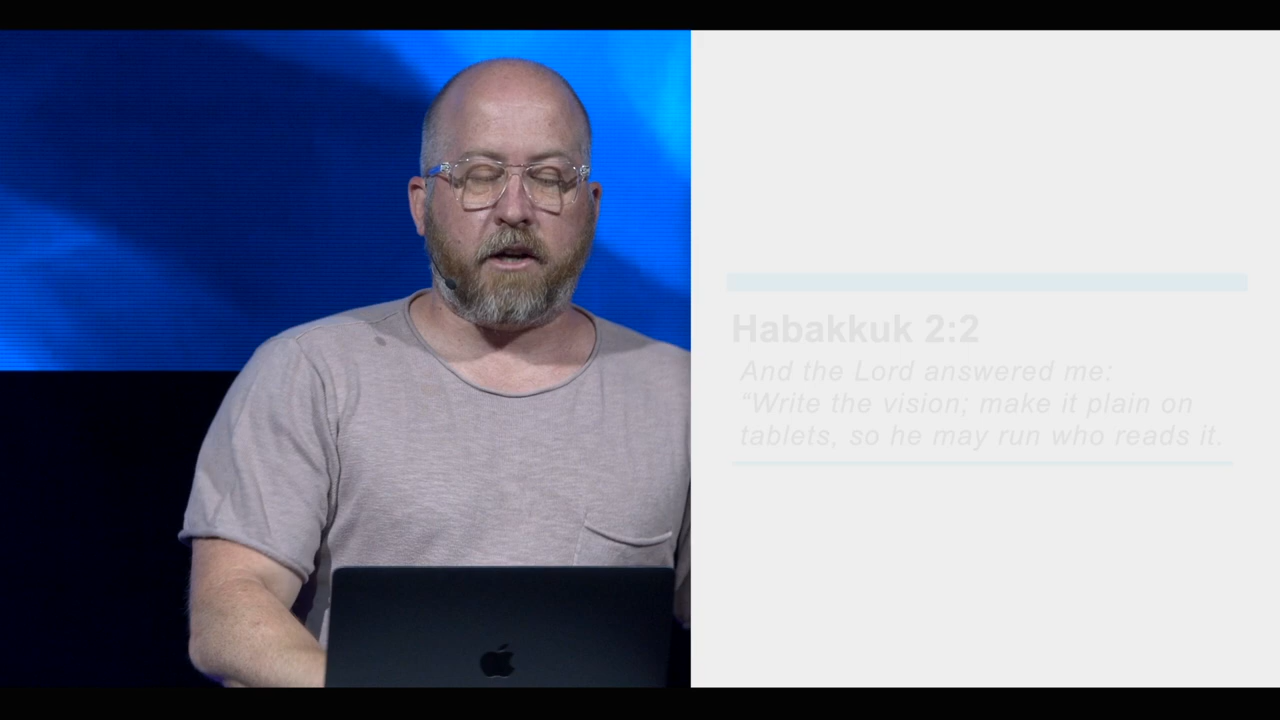 Habakkuk 2:2
And the Lord answered me:
“Write the vision; make it plain on
tablets, so he may run who reads it.